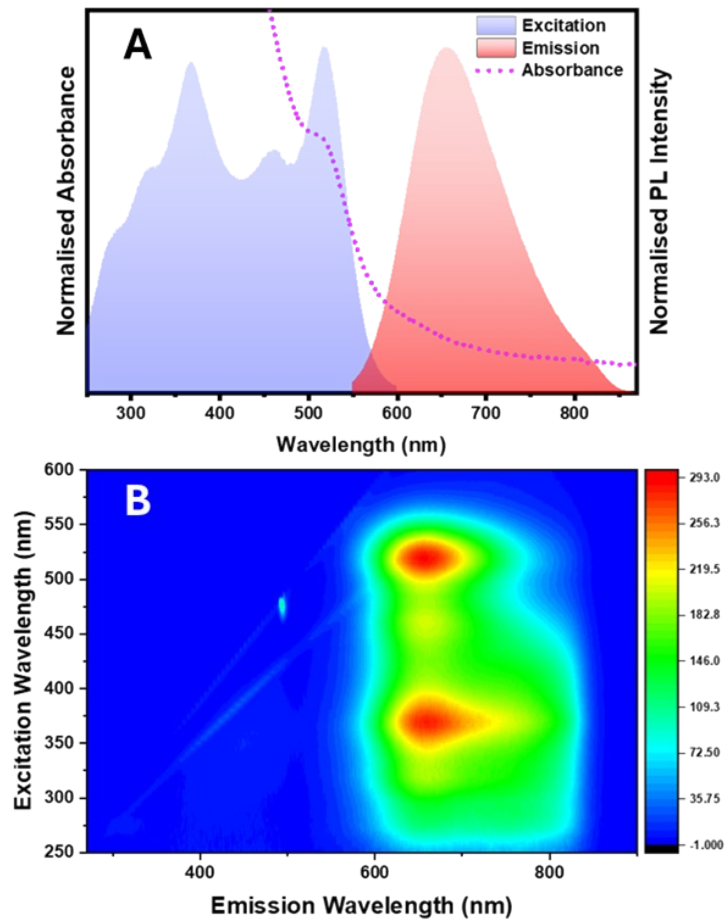 A
Excitation
Emission
Absorbance
Normalised Absorbance
Normalised PL Intensity
300 400 500 600 700 800
Wavelength (nm)
B
600
550
500
450
400
350
300
250
Excitation Wavelength (nm)
400 600 800
Emission Wavelength (nm)
293.0
256.3
219.5
182.8
146.0
109.3
72.50
35.75
-1.000